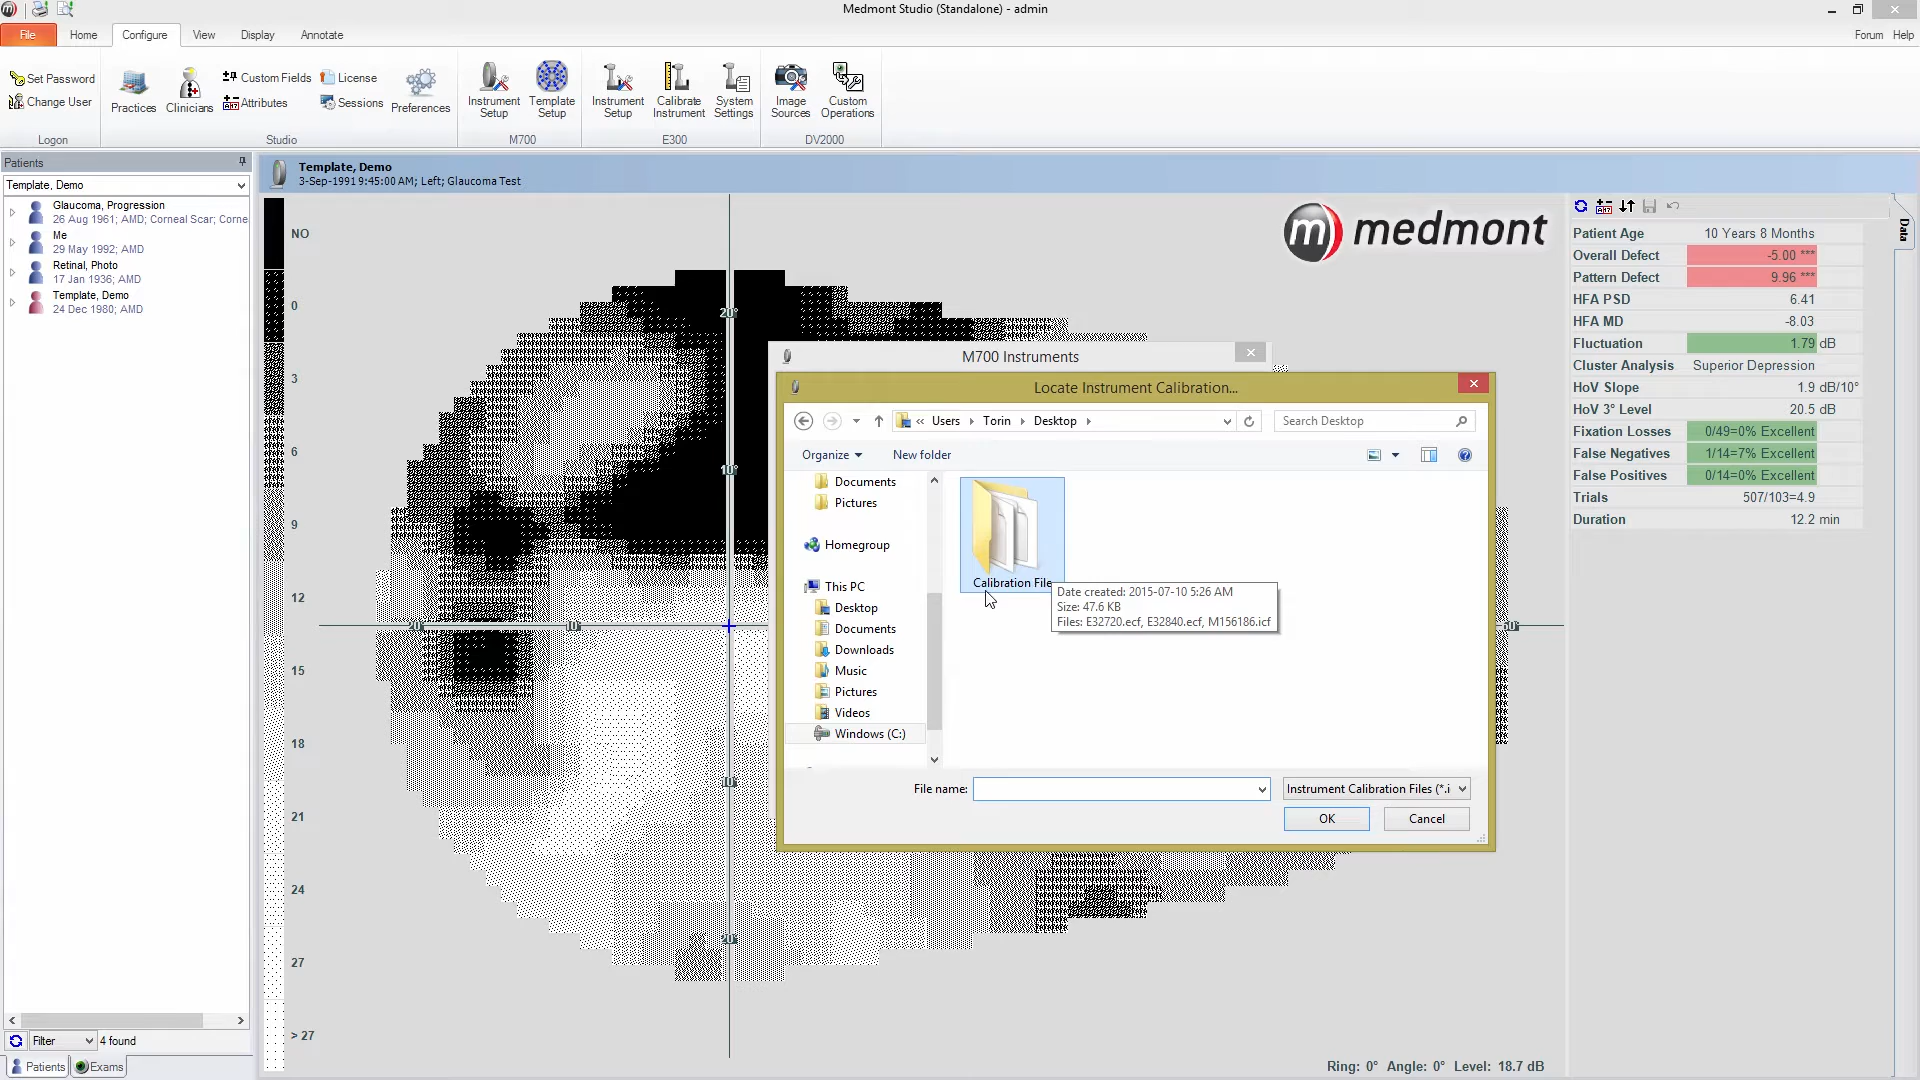 Medmont Studio (Standalone) - admin
File Home Configure View Display Annotate
Forum Help
Set Password
Change User
Logon
Practices
Clinicians
Custom Fields
Attributes
License
Sessions
Preferences
Studio
Instrument Setup
Template Setup
M700
Instrument Setup
Calibrate Instrument
System Settings
E300
Image Sources
Custom Operations
DV2000
Patients
Template, Demo
Glaucoma, Progression
26 Aug 1961; AMD; Corneal Scar; Corne
Me
29 May 1992; AMD
Retinal, Photo
17 Jan 1936; AMD
Template, Demo
24 Dec 1980; AMD
Filter 4 found
Patients Exams
Template, Demo
3-Sep-1991 9:45:00 AM; Left; Glaucoma Test
m medmont
NO
0
3
6
9
12
15
18
21
24
27
> 27
20°
10°
20° 10° 60°
10°
20°
M700 Instruments
Locate Instrument Calibration...
« Users Torin Desktop
Search Desktop
Organize New folder
Documents
Pictures
Homegroup
This PC
Desktop
Documents
Downloads
Music
Pictures
Videos
Windows (C:)
Calibration File
Date created: 2015-07-10 5:26 AM
Size: 47.6 KB
Files: E32720.ecf, E32840.ecf, M156186.icf
File name:
Instrument Calibration Files (*.i
OK Cancel
Data
Patient Age 10 Years 8 Months
Overall Defect -5.00 ***
Pattern Defect 9.96 ***
HFA PSD 6.41
HFA MD -8.03
Fluctuation 1.79 dB
Cluster Analysis Superior Depression
HoV Slope 1.9 dB/10°
HoV 3° Level 20.5 dB
Fixation Losses 0/49=0% Excellent
False Negatives 1/14=7% Excellent
False Positives 0/14=0% Excellent
Trials 507/103=4.9
Duration 12.2 min
Ring: 0° Angle: 0° Level: 18.7 dB